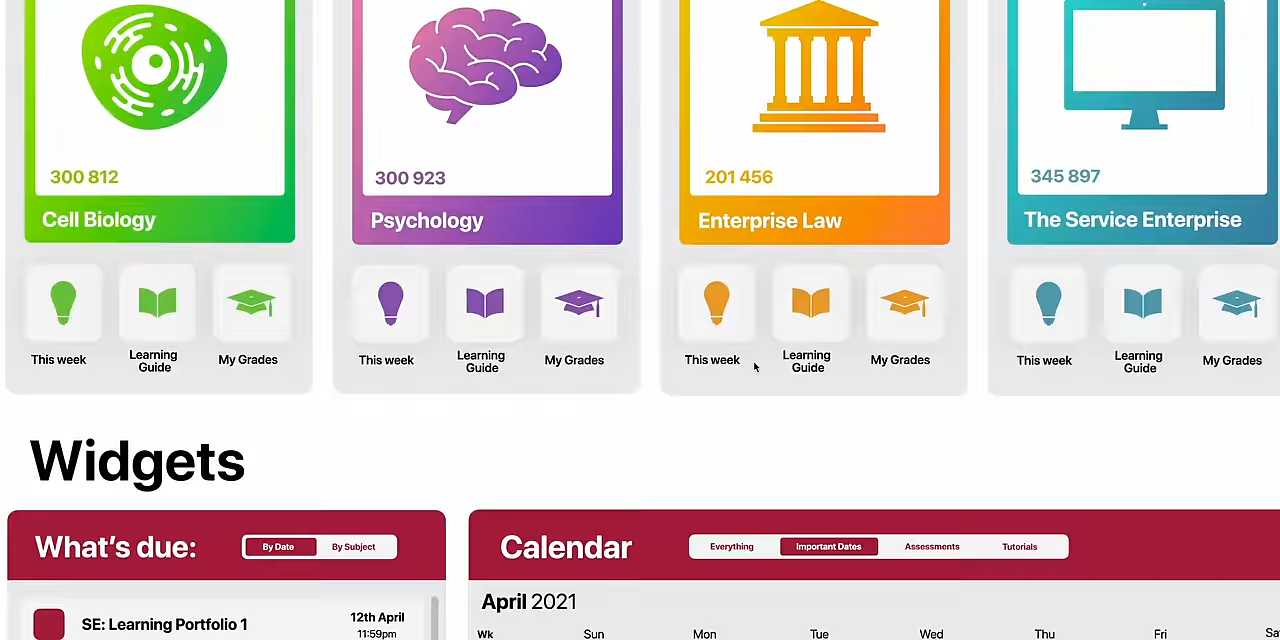 300 812
Cell Biology
This week
Learning
Guide
My Grades
300 923
Psychology
This week
Learning
Guide
My Grades
201 456
Enterprise Law
This week
Learning
Guide
My Grades
345 897
The Service Enterprise
This week
Learning
Guide
My Grades
Widgets
What's due:
By Date
By Subject
SE: Learning Portfolio 1
12th April
11:59pm
Calendar
Everything
Important Dates
Assessments
Tutorials
April 2021
Wk
Sun
Mon
Tue
Wed
Thu
Fri